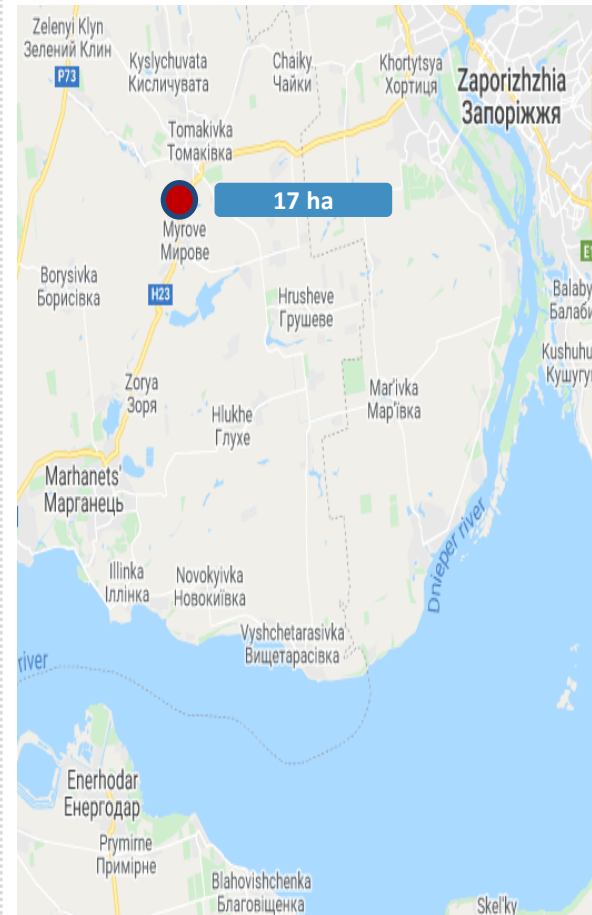 Zelenyi Klyn
Зелений Клин
P73
Kyslychuvata
Кисличувата
Chaiky
Чайки
Khortytsya
Хортиця
Zaporizhzhia
Запоріжжя
Tomakivka
Томаківка
17 ha
Myrove
Мирове
Borysivka
Борисівка
H23
Hrusheve
Грушеве
Balaby
Балаби
Kushuhu
Кушугу
Zorya
Зоря
Mar'ivka
Мар'ївка
Hlukhe
Глухе
Marhanets'
Марганець
Dnieper river
Illinka
Іллінка
Novokyivka
Новокиївка
Vyshchetarasivka
Вищетарасівка
river
Enerhodar
Енергодар
Prymirne
Примірне
Blahovishchenka
Благовіщенка
Skel'ky